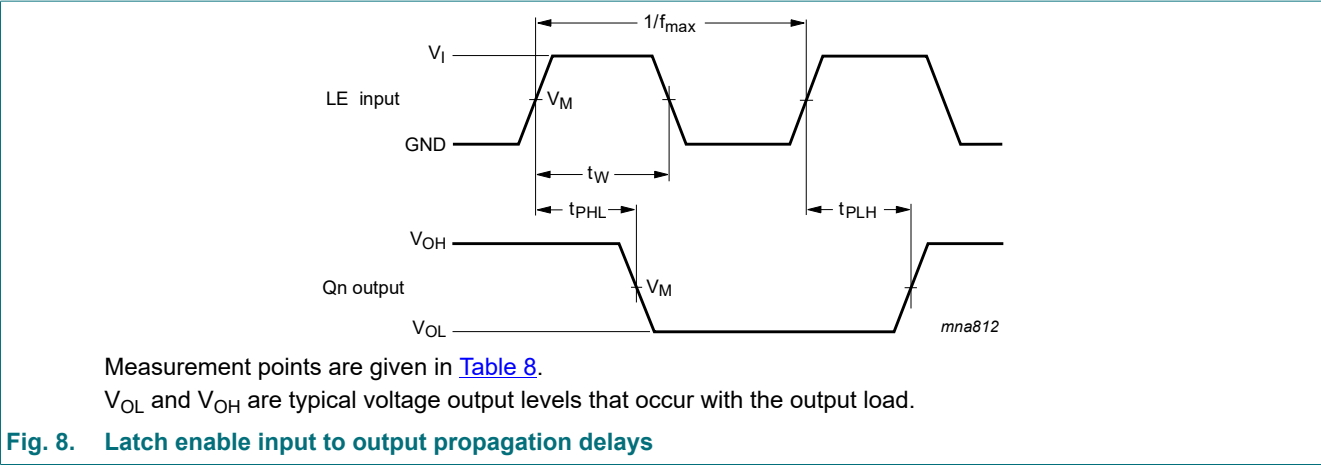 1/fmax
VI
LE input
VM
GND
tW
tPHL
tPLH
VOH
Qn output
VM
VOL
mna812
Measurement points are given in Table 8.
VOL and VOH are typical voltage output levels that occur with the output load.
Fig. 8. Latch enable input to output propagation delays